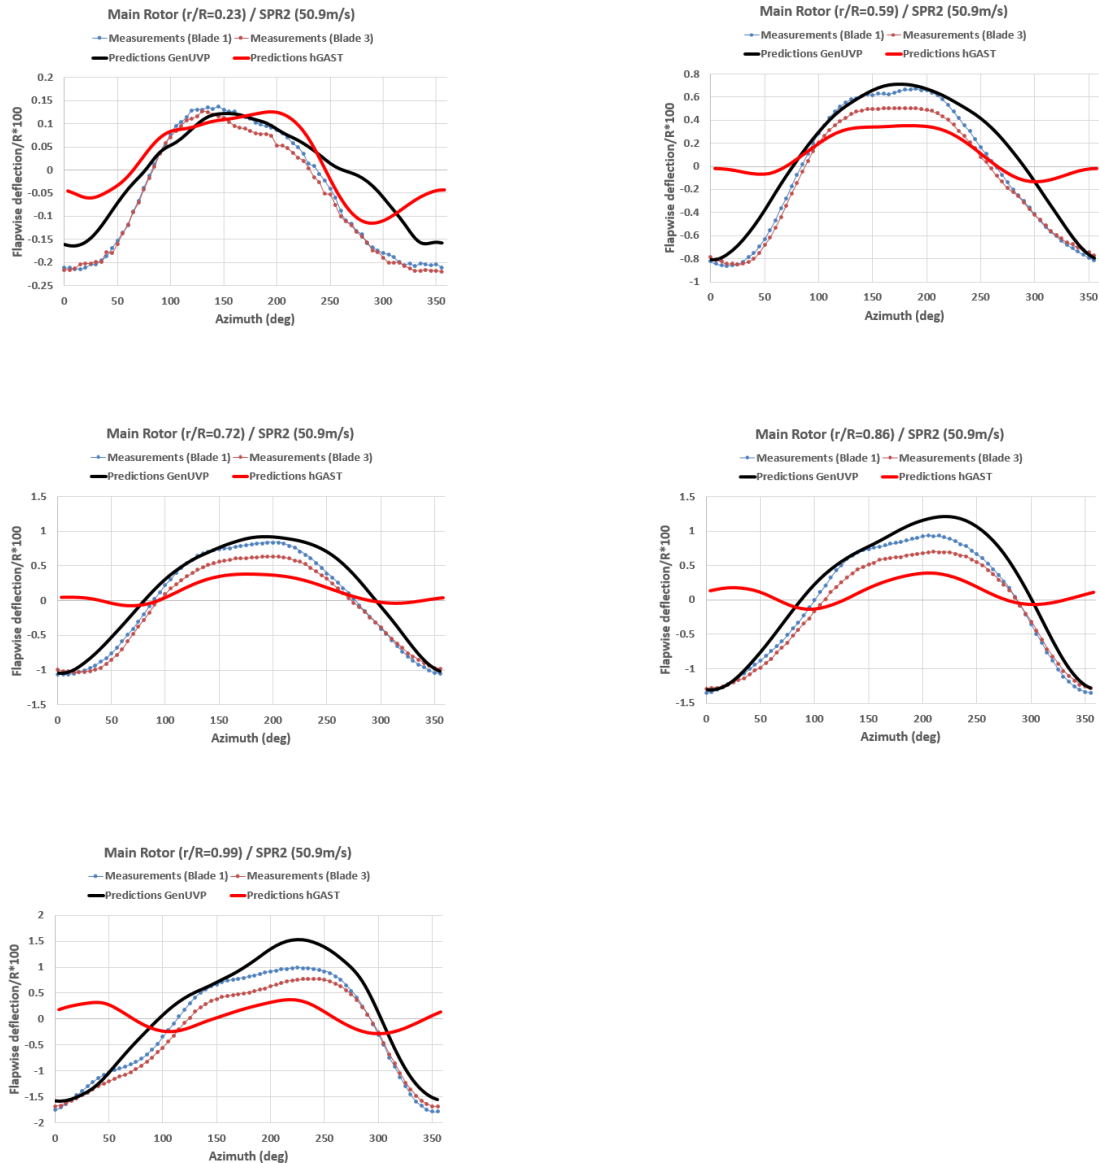 Main Rotor (r/R=0.23) / SPR2 (50.9m/s)
Measurements (Blade 1) Measurements (Blade 3)
Predictions GenUVP Predictions hGAST
Flapwise deflection/R*100
0.2
0.15
0.1
0.05
0
-0.05
-0.1
-0.15
-0.2
-0.25
0 50 100 150 200 250 300 350
Azimuth (deg)
Main Rotor (r/R=0.59) / SPR2 (50.9m/s)
Measurements (Blade 1) Measurements (Blade 3)
Predictions GenUVP Predictions hGAST
Flapwise deflection/R*100
0.8
0.6
0.4
0.2
0
-0.2
-0.4
-0.6
-0.8
-1
0 50 100 150 200 250 300 350
Azimuth (deg)
Main Rotor (r/R=0.72) / SPR2 (50.9m/s)
Measurements (Blade 1) Measurements (Blade 3)
Predictions GenUVP Predictions hGAST
Flapwise deflection/R*100
1.5
1
0.5
0
-0.5
-1
-1.5
0 50 100 150 200 250 300 350
Azimuth (deg)
Main Rotor (r/R=0.86) / SPR2 (50.9m/s)
Measurements (Blade 1) Measurements (Blade 3)
Predictions GenUVP Predictions hGAST
Flapwise deflection/R*100
1.5
1
0.5
0
-0.5
-1
-1.5
0 50 100 150 200 250 300 350
Azimuth (deg)
Main Rotor (r/R=0.99) / SPR2 (50.9m/s)
Measurements (Blade 1) Measurements (Blade 3)
Predictions GenUVP Predictions hGAST
Flapwise deflection/R*100
2
1.5
1
0.5
0
-0.5
-1
-1.5
-2
0 50 100 150 200 250 300 350
Azimuth (deg)